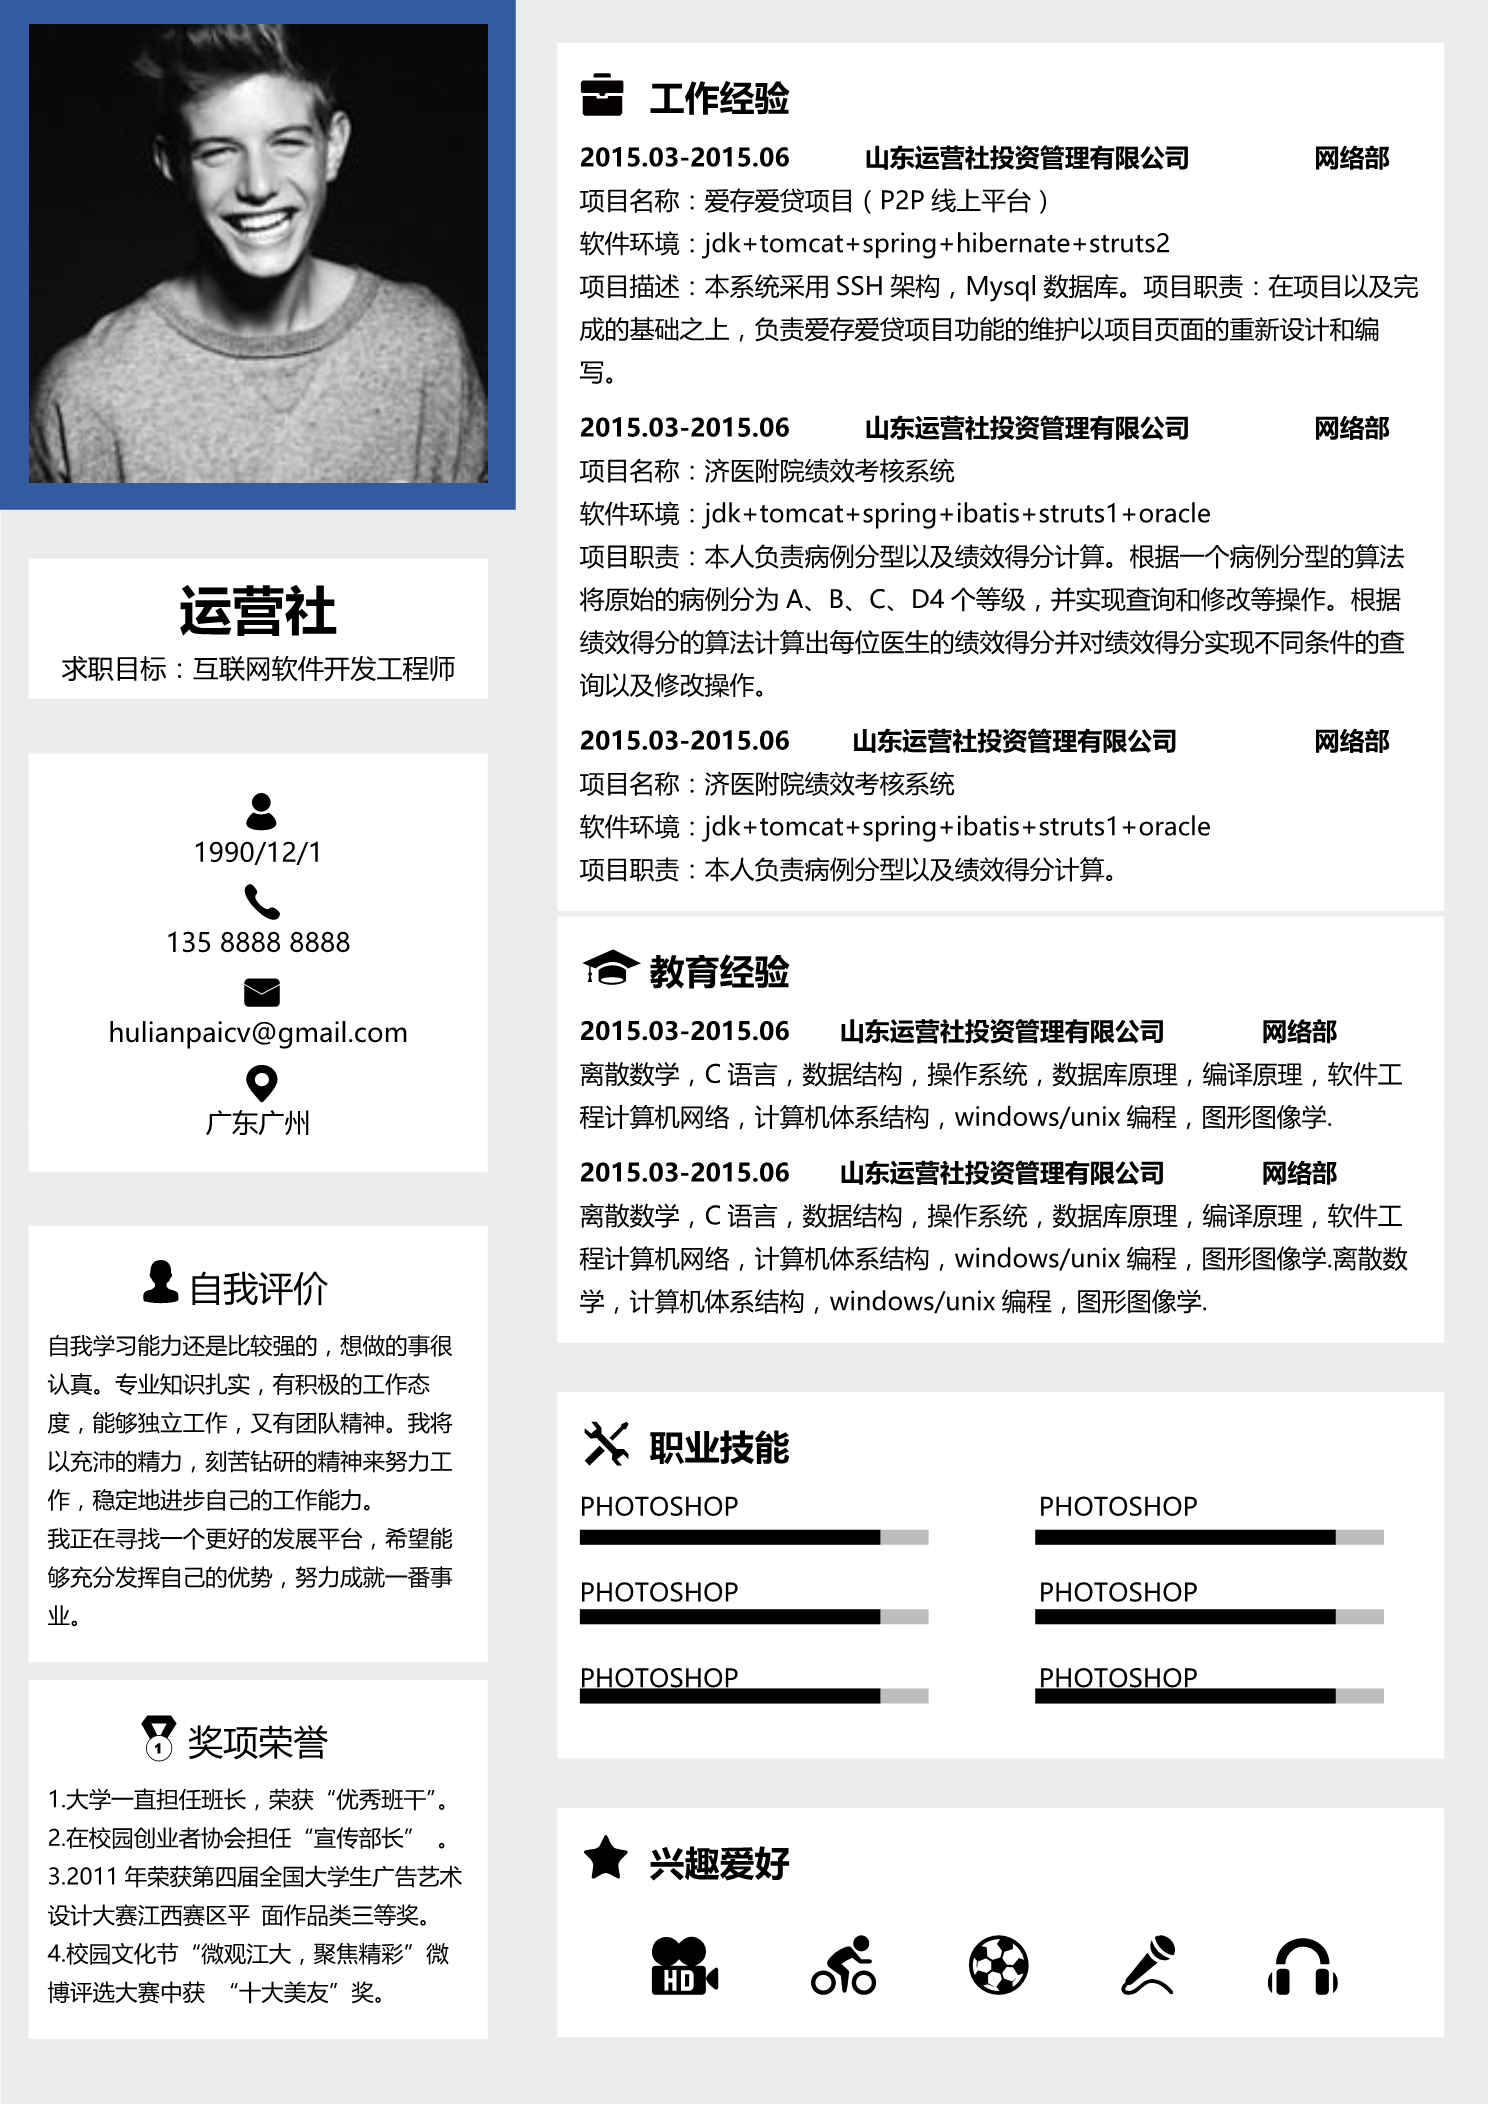 运营社
求职目标：互联网软件开发工程师
1990/12/1
135 8888 8888
hulianpaicv@gmail.com
广东广州
自我评价
自我学习能力还是比较强的，想做的事很
认真。专业知识扎实，有积极的工作态
度，能够独立工作，又有团队精神。我将
以充沛的精力，刻苦钻研的精神来努力工
作，稳定地进步自己的工作能力。
我正在寻找一个更好的发展平台，希望能
够充分发挥自己的优势，努力成就一番事
业。
1
奖项荣誉
1.大学一直担任班长，荣获“优秀班干”。
2.在校园创业者协会担任“宣传部长” 。
3.2011 年荣获第四届全国大学生广告艺术
设计大赛江西赛区平 面作品类三等奖。
4.校园文化节“微观江大，聚焦精彩”微
博评选大赛中获 “十大美友”奖。
工作经验
2015.03-2015.06 山东运营社投资管理有限公司 网络部
项目名称：爱存爱贷项目（P2P 线上平台）
软件环境：jdk+tomcat+spring+hibernate+struts2
项目描述：本系统采用 SSH 架构，Mysql 数据库。项目职责：在项目以及完
成的基础之上，负责爱存爱贷项目功能的维护以项目页面的重新设计和编
写。
2015.03-2015.06 山东运营社投资管理有限公司 网络部
项目名称：济医附院绩效考核系统
软件环境：jdk+tomcat+spring+ibatis+struts1+oracle
项目职责：本人负责病例分型以及绩效得分计算。根据一个病例分型的算法
将原始的病例分为 A、B、C、D4 个等级，并实现查询和修改等操作。根据
绩效得分的算法计算出每位医生的绩效得分并对绩效得分实现不同条件的查
询以及修改操作。
2015.03-2015.06 山东运营社投资管理有限公司 网络部
项目名称：济医附院绩效考核系统
软件环境：jdk+tomcat+spring+ibatis+struts1+oracle
项目职责：本人负责病例分型以及绩效得分计算。
教育经验
2015.03-2015.06 山东运营社投资管理有限公司 网络部
离散数学，C 语言，数据结构，操作系统，数据库原理，编译原理，软件工
程计算机网络，计算机体系结构，windows/unix 编程，图形图像学.
2015.03-2015.06 山东运营社投资管理有限公司 网络部
离散数学，C 语言，数据结构，操作系统，数据库原理，编译原理，软件工
程计算机网络，计算机体系结构，windows/unix 编程，图形图像学.离散数
学，计算机体系结构，windows/unix 编程，图形图像学.
职业技能
PHOTOSHOP PHOTOSHOP
PHOTOSHOP PHOTOSHOP
PHOTOSHOP PHOTOSHOP
兴趣爱好
HD